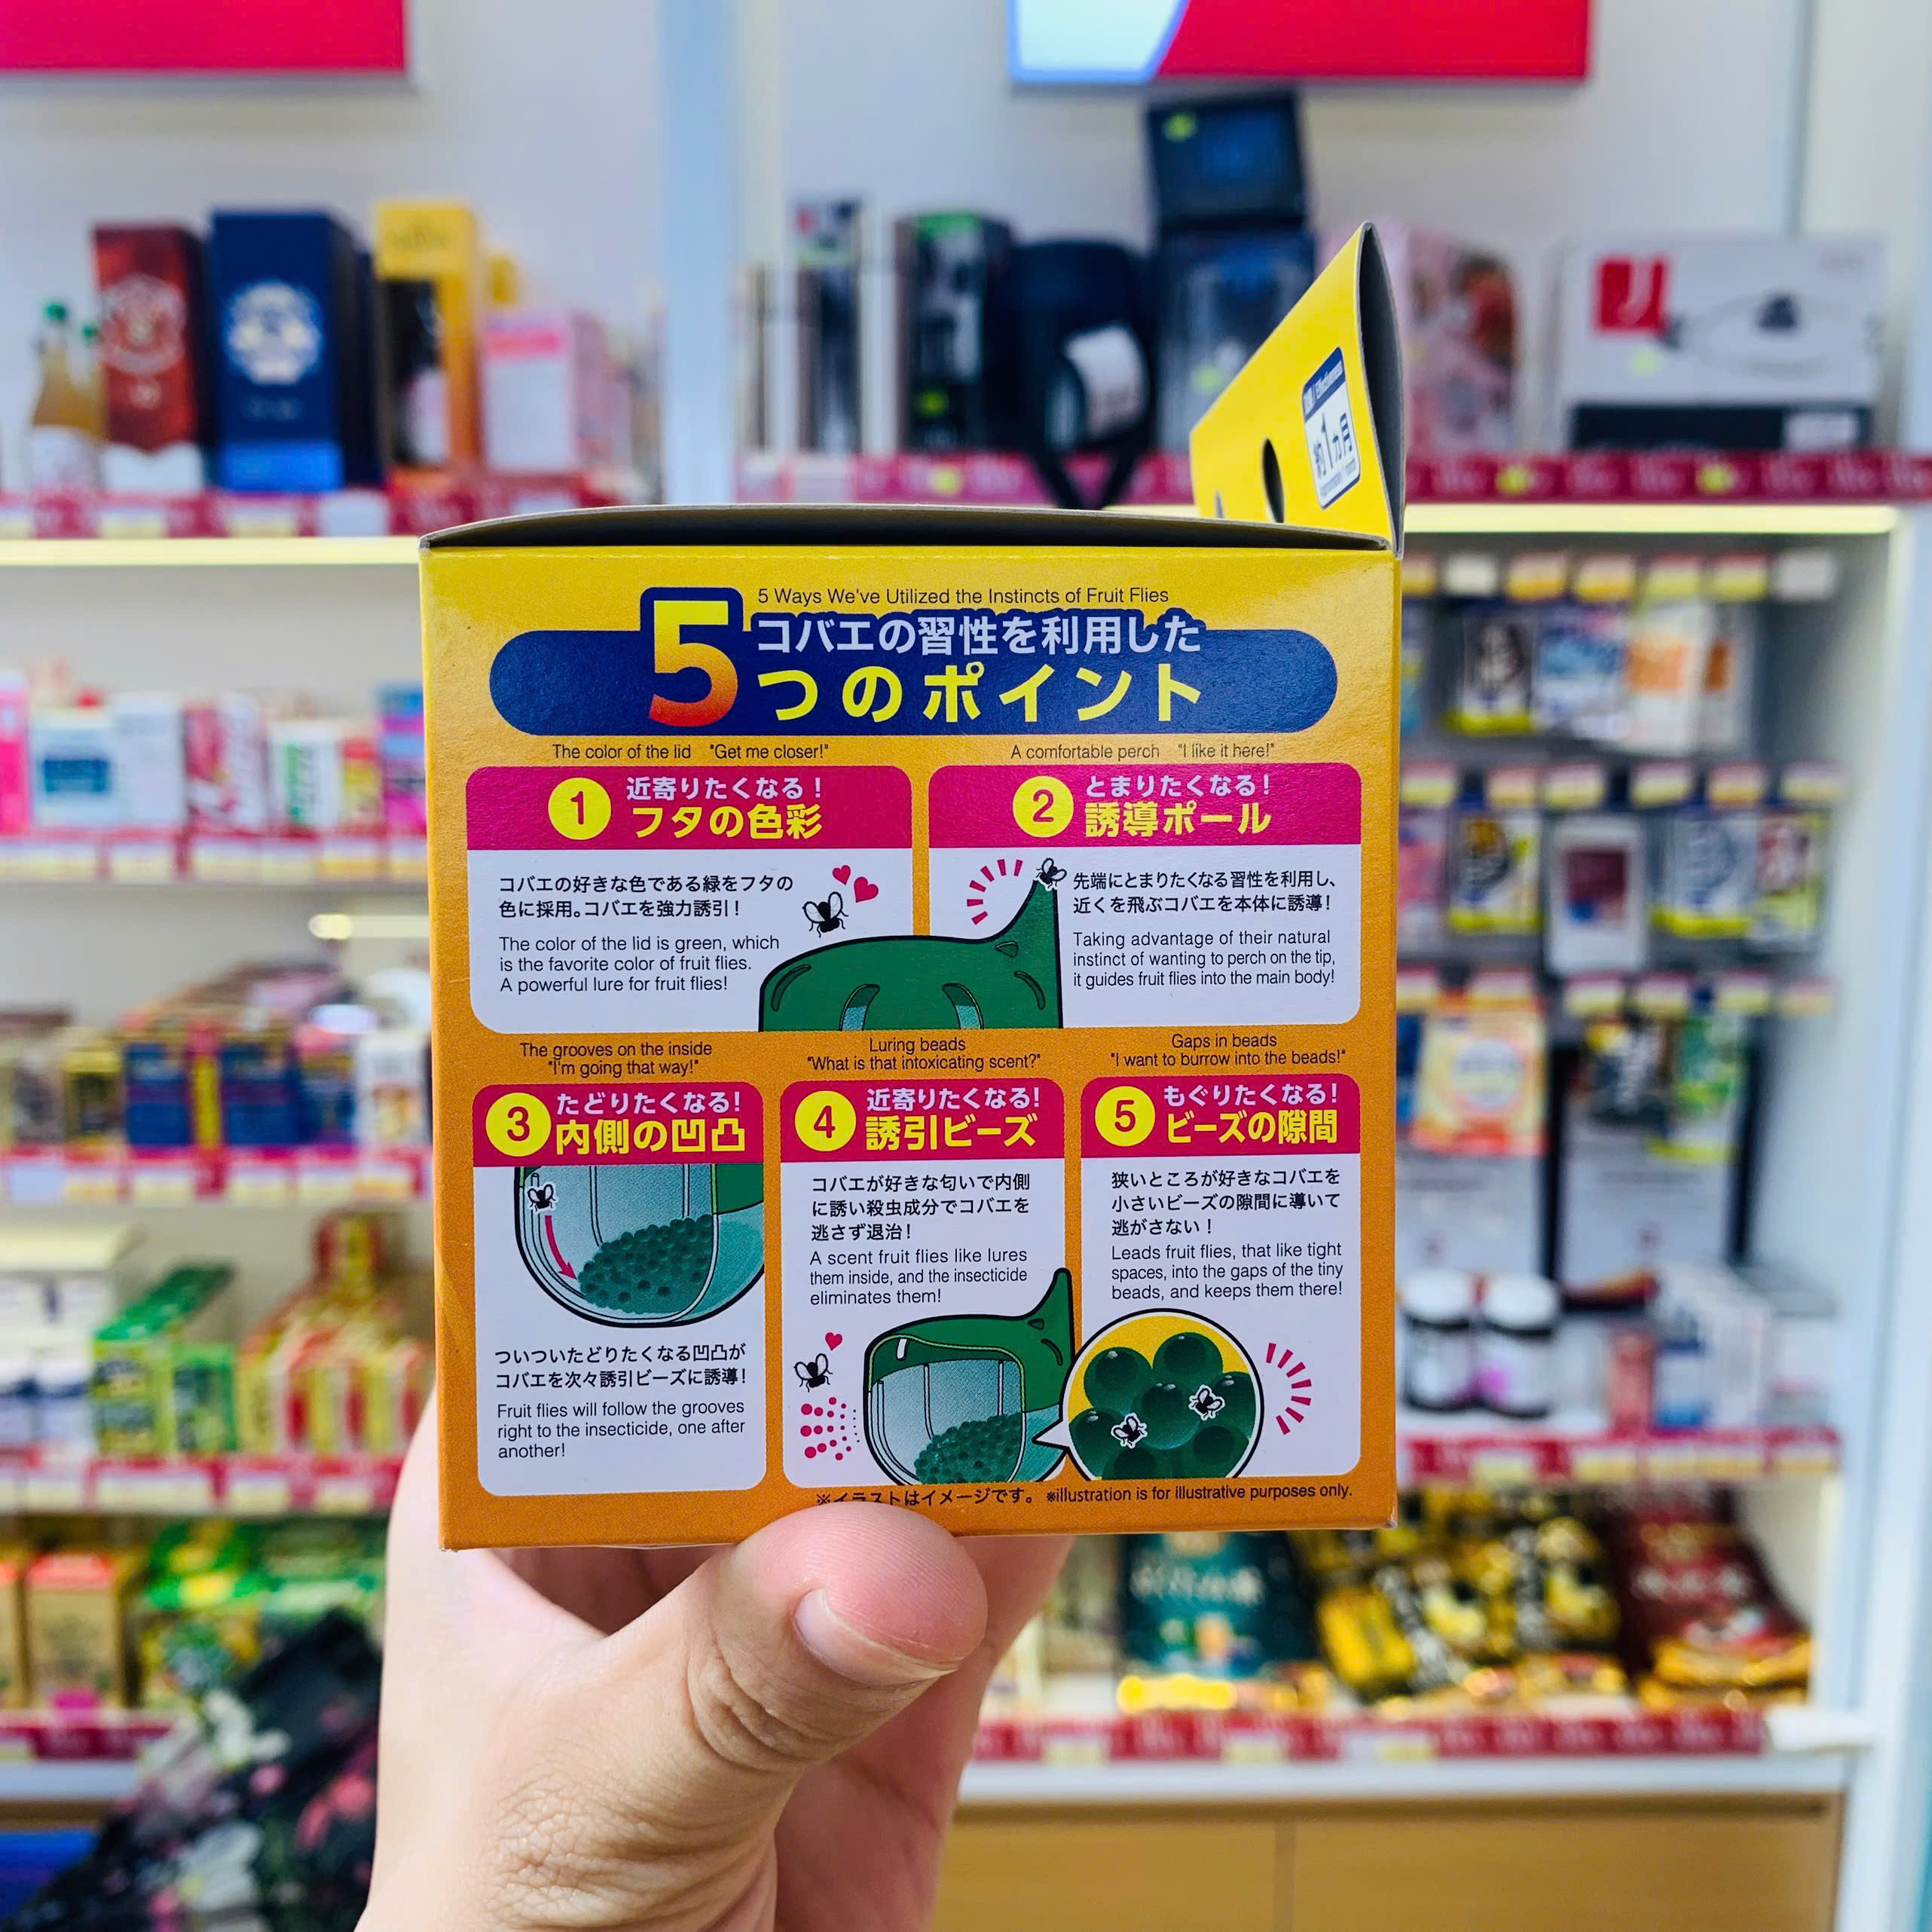 約1ヵ月
5 Ways We've Utilized the Instincts of Fruit Flies
コバエの習性を利用した
5つのポイント
The color of the lid "Get me closer!"
1 近寄りたくなる!
フタの色彩
コバエの好きな色である緑をフタの
色に採用。コバエを強力誘引!
The color of the lid is green, which
is the favorite color of fruit flies.
A powerful lure for fruit flies!
A comfortable perch "I like it here!"
2 とまりたくなる!
誘導ポール
先端にとまりたくなる習性を利用し、
近くを飛ぶコバエを本体に誘導!
Taking advantage of their natural
instinct of wanting to perch on the tip,
it guides fruit flies into the main body!
The grooves on the inside
"I'm going that way!"
3 たどりたくなる!
内側の凹凸
ついついたどりたくなる凹凸が
コバエを次々誘引ビーズに誘導!
Fruit flies will follow the grooves
right to the insecticide, one after
another!
Luring beads
"What is that intoxicating scent?"
4 近寄りたくなる!
誘引ビーズ
コバエが好きな匂いで内側
に誘い殺虫成分でコバエを
逃さず退治!
A scent fruit flies like lures
them inside, and the insecticide
eliminates them!
Gaps in beads
"I want to burrow into the beads!"
5 もぐりたくなる!
ビーズの隙間
狭いところが好きなコバエを
小さいビーズの隙間に導いて
逃がさない!
Leads fruit flies, that like tight
spaces, into the gaps of the tiny
beads, and keeps them there!
※イラストはイメージです。 ※illustration is for illustrative purposes only.